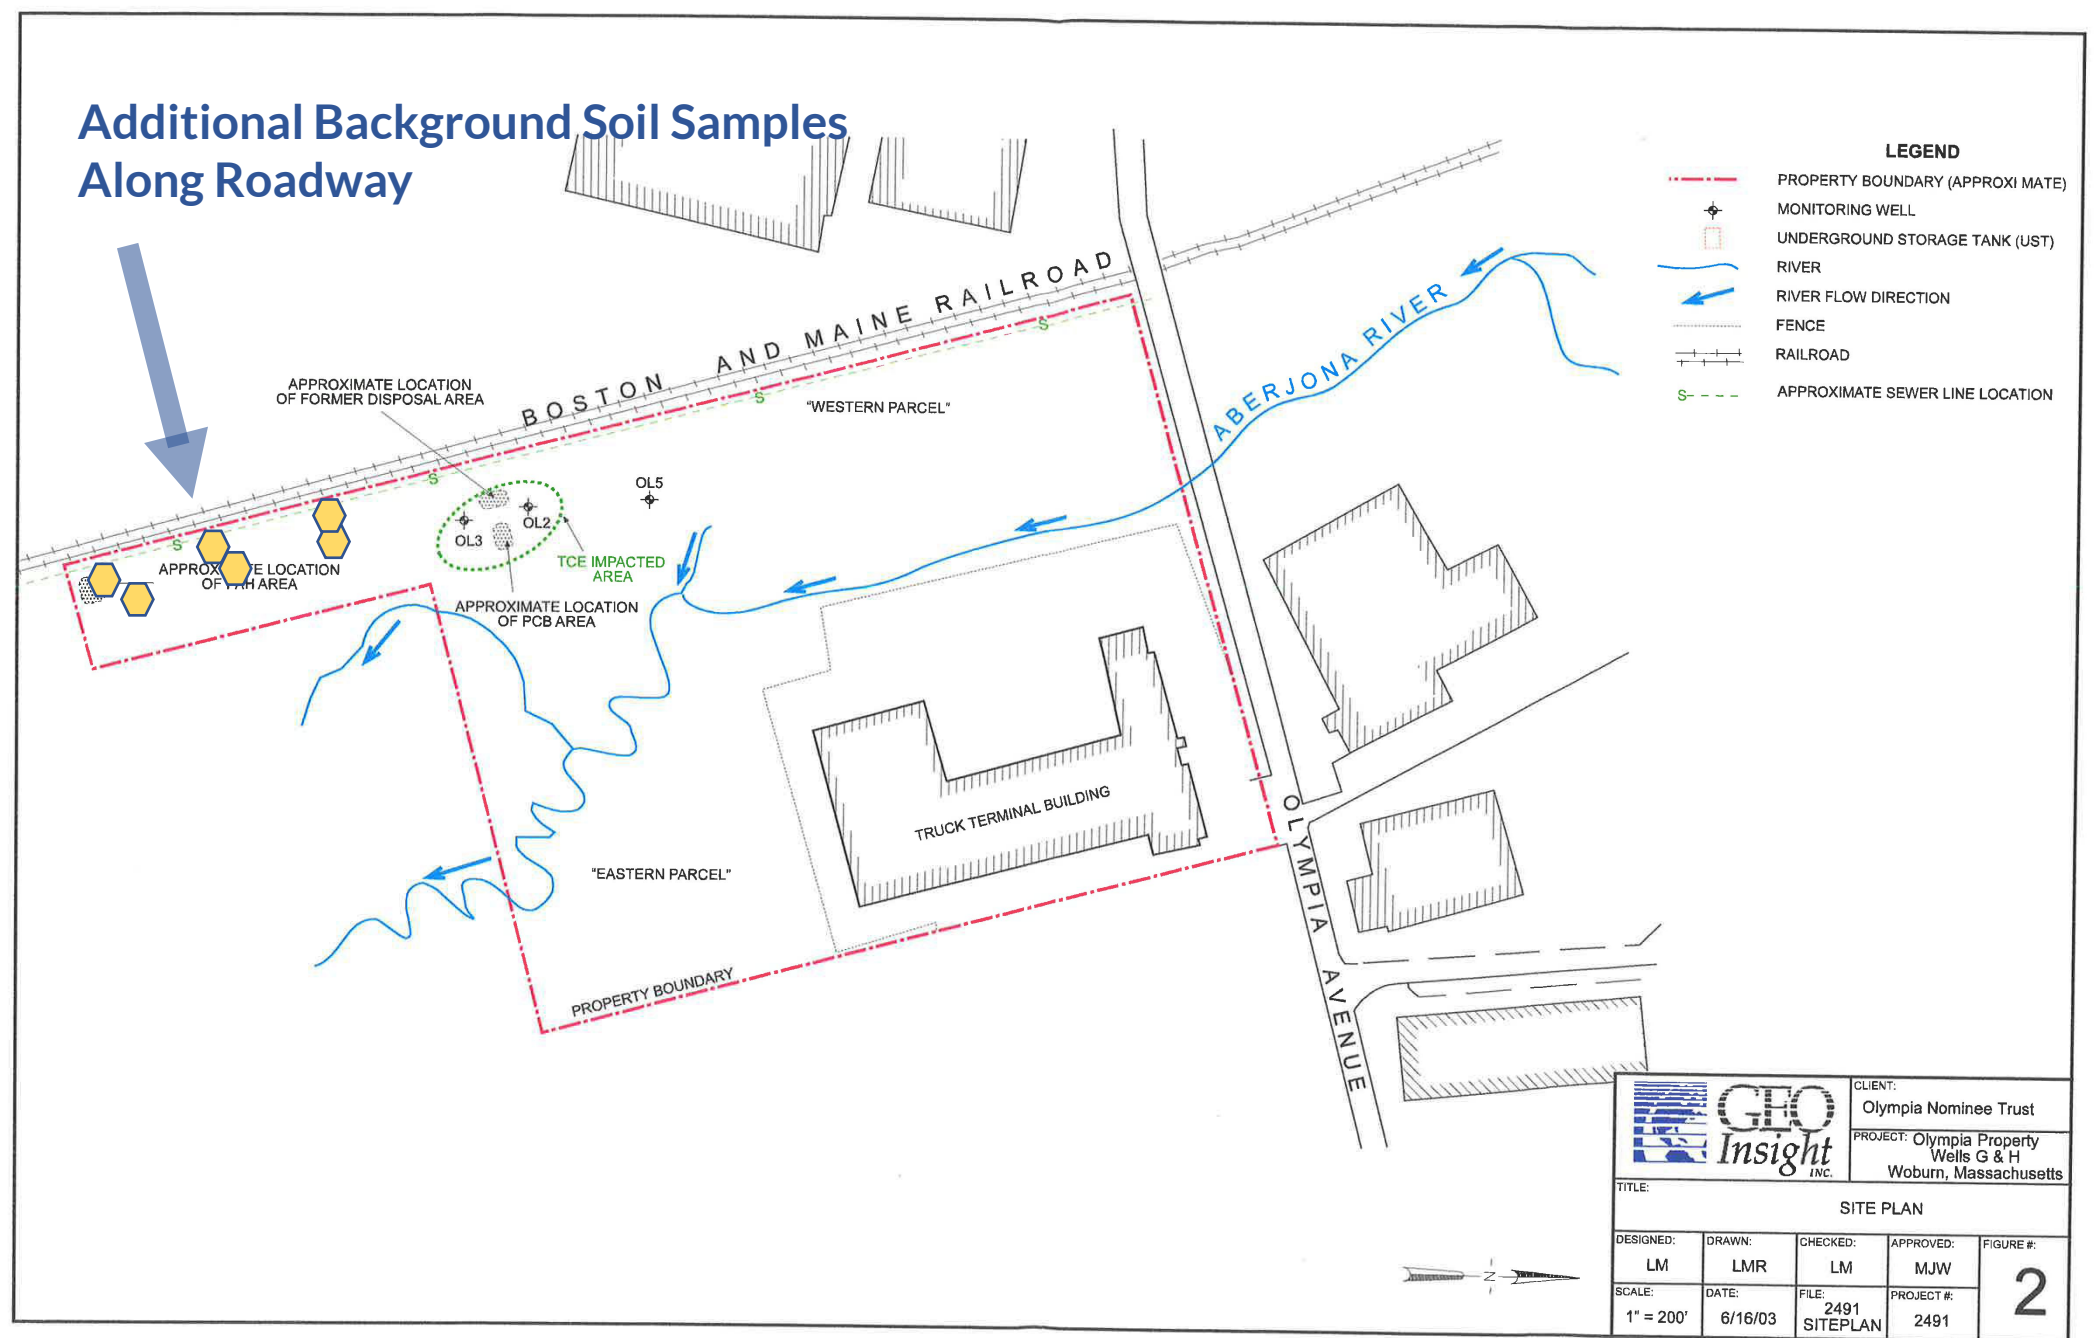 Additional Background Soil Samples
Along Roadway
LEGEND
PROPERTY BOUNDARY (APPROXI MATE)
MONITORING WELL
UNDERGROUND STORAGE TANK (UST)
RIVER
RIVER FLOW DIRECTION
FENCE
RAILROAD
S
APPROXIMATE SEWER LINE LOCATION
BOSTON AND MAINE RAILROAD
ABERJONA RIVER
APPROXIMATE LOCATION
OF FORMER DISPOSAL AREA
"WESTERN PARCEL"
S
S
S
S
OL5
OL2
OL3
TCE IMPACTED
AREA
LOCATION
OF AREA
APPROXIMATE LOCATION
OF PCB AREA
TRUCK TERMINAL BUILDING
"EASTERN PARCEL"
PROPERTY BOUNDARY
OLYMPIA AVENUE
N
GEO
Insight
INC.
CLIENT:
Olympia Nominee Trust
PROJECT: Olympia Property
Wells G & H
Woburn, Massachusetts
TITLE:
SITE PLAN
DESIGNED:
LM
DRAWN:
LMR
CHECKED:
LM
APPROVED:
MJW
FIGURE #:
2
SCALE:
1" = 200'
DATE:
6/16/03
FILE:
2491
SITEPLAN
PROJECT #:
2491